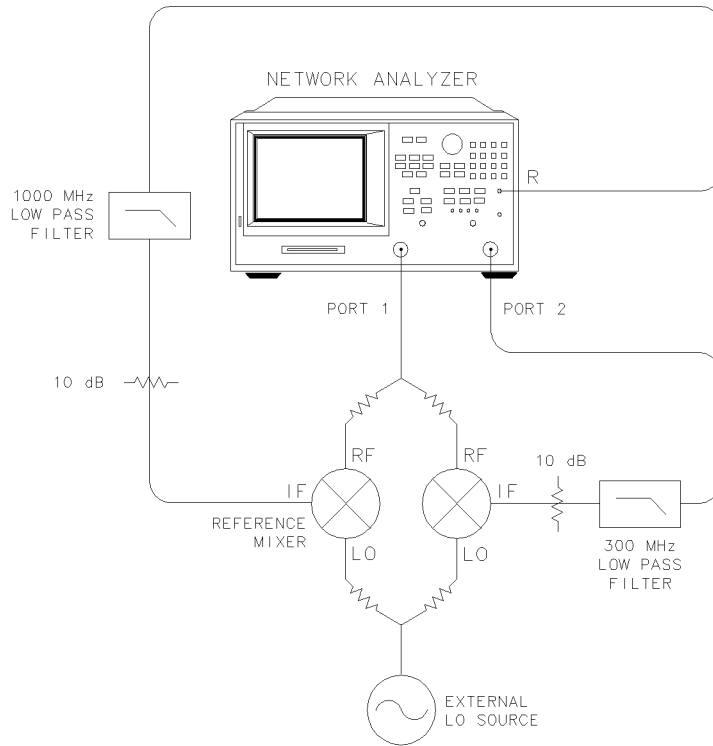 NETWORK ANALYZER
R
1000 MHz
LOW PASS
FILTER
PORT 1
PORT 2
10 dB
RF
RF
10 dB
IF
IF
REFERENCE
MIXER
LO
LO
300 MHz
LOW PASS
FILTER
EXTERNAL
LO SOURCE